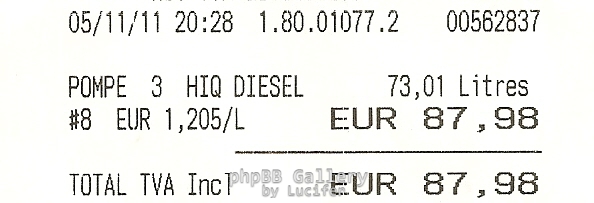 05/11/11 20:28 1.80.01077.2 00562837
POMPE 3 HIQ DIESEL 73,01 Litres
#8 EUR 1,205/L EUR 87,98
TOTAL TVA Incl EUR 87,98
phpBB Gallery
by Lucifer